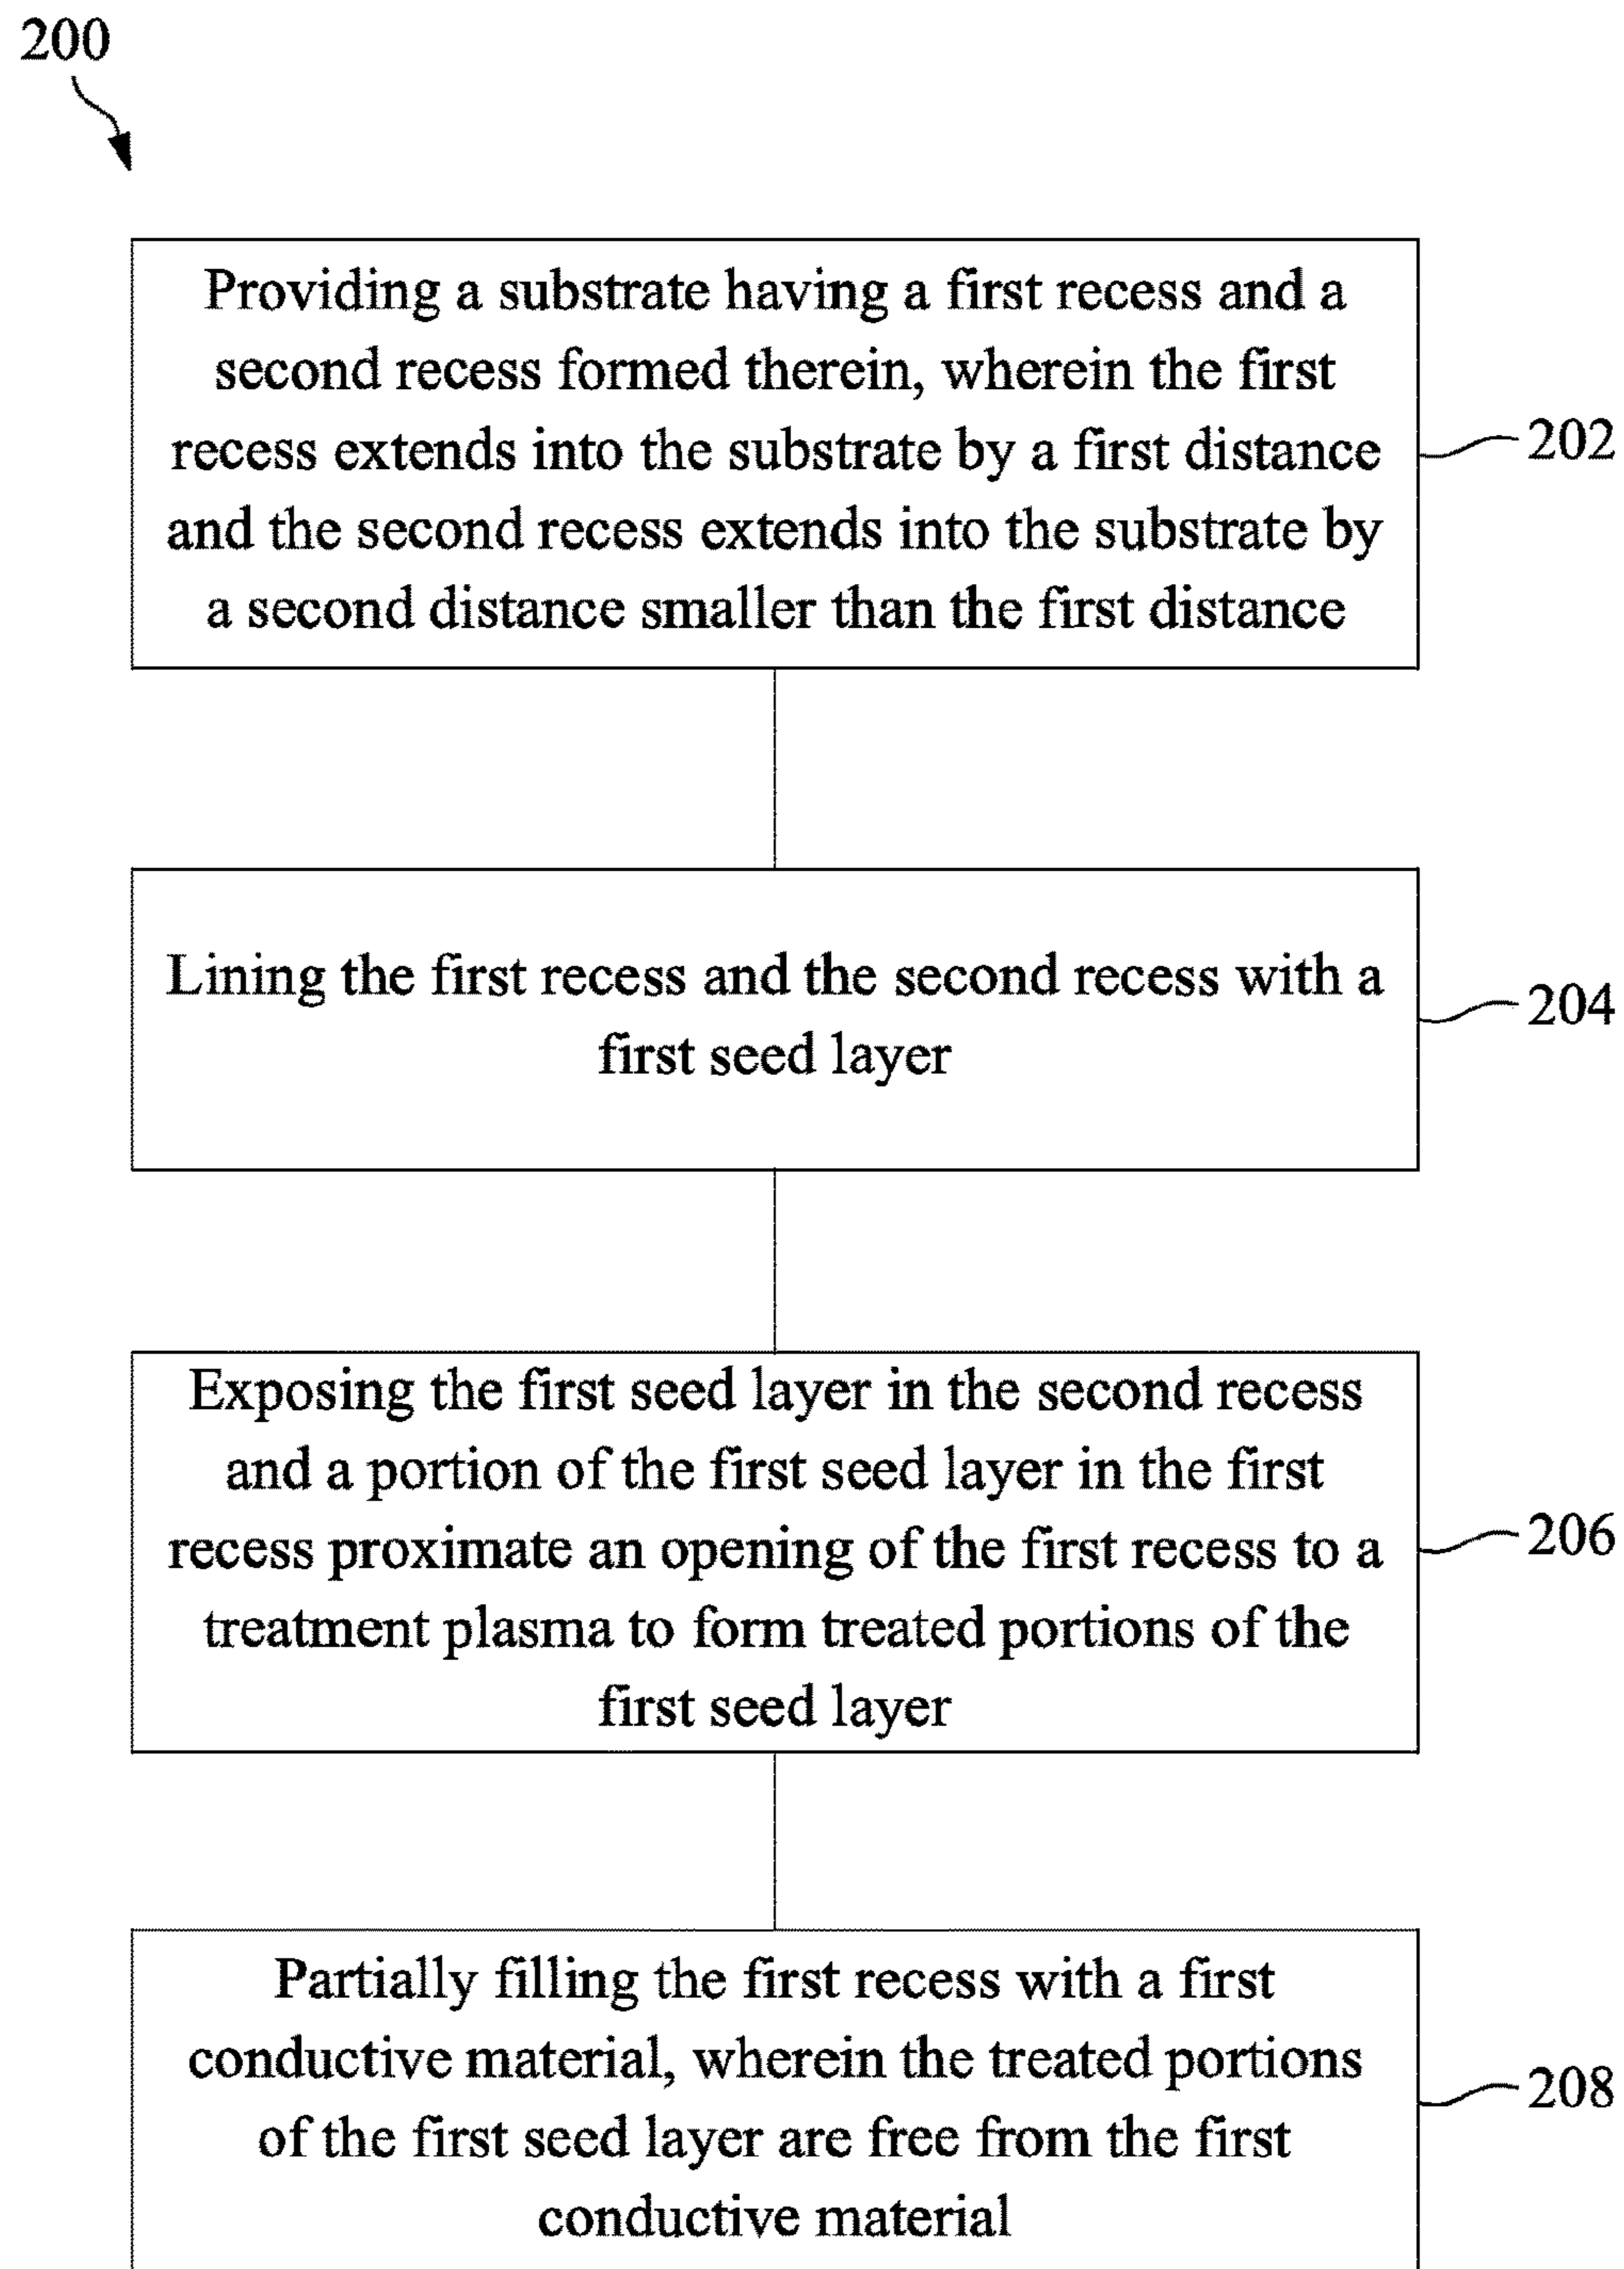 200
Providing a substrate having a first recess and a
second recess formed therein, wherein the first
recess extends into the substrate by a first distance
and the second recess extends into the substrate by
a second distance smaller than the first distance
202
Lining the first recess and the second recess with a
first seed layer
204
Exposing the first seed layer in the second recess
and a portion of the first seed layer in the first
recess proximate an opening of the first recess to a
treatment plasma to form treated portions of the
first seed layer
206
Partially filling the first recess with a first
conductive material, wherein the treated portions
of the first seed layer are free from the first
conductive material
208